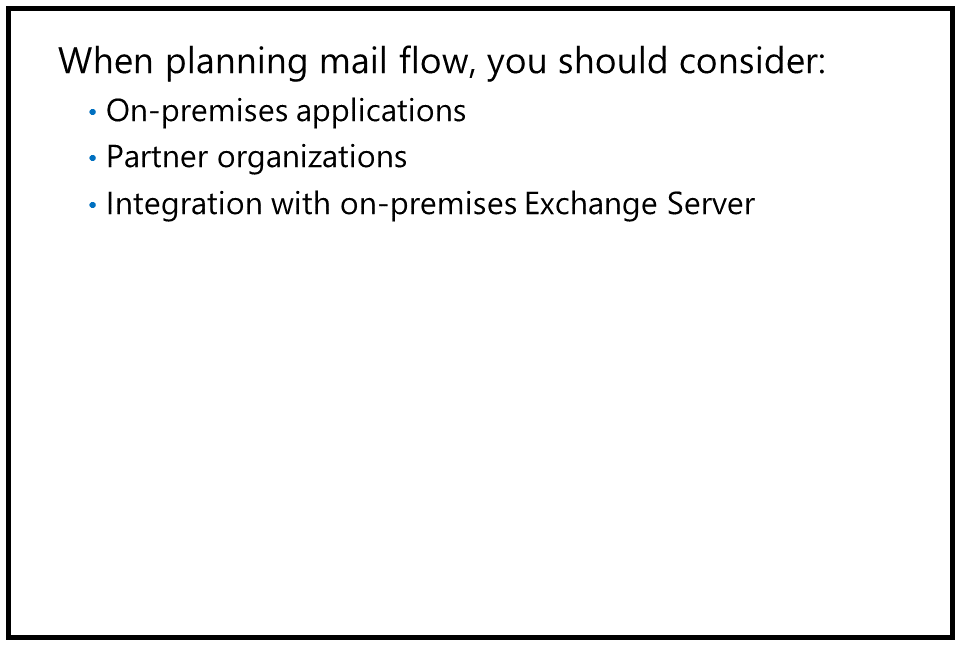 When planning mail flow, you should consider:
• On-premises applications
• Partner organizations
• Integration with on-premises Exchange Server